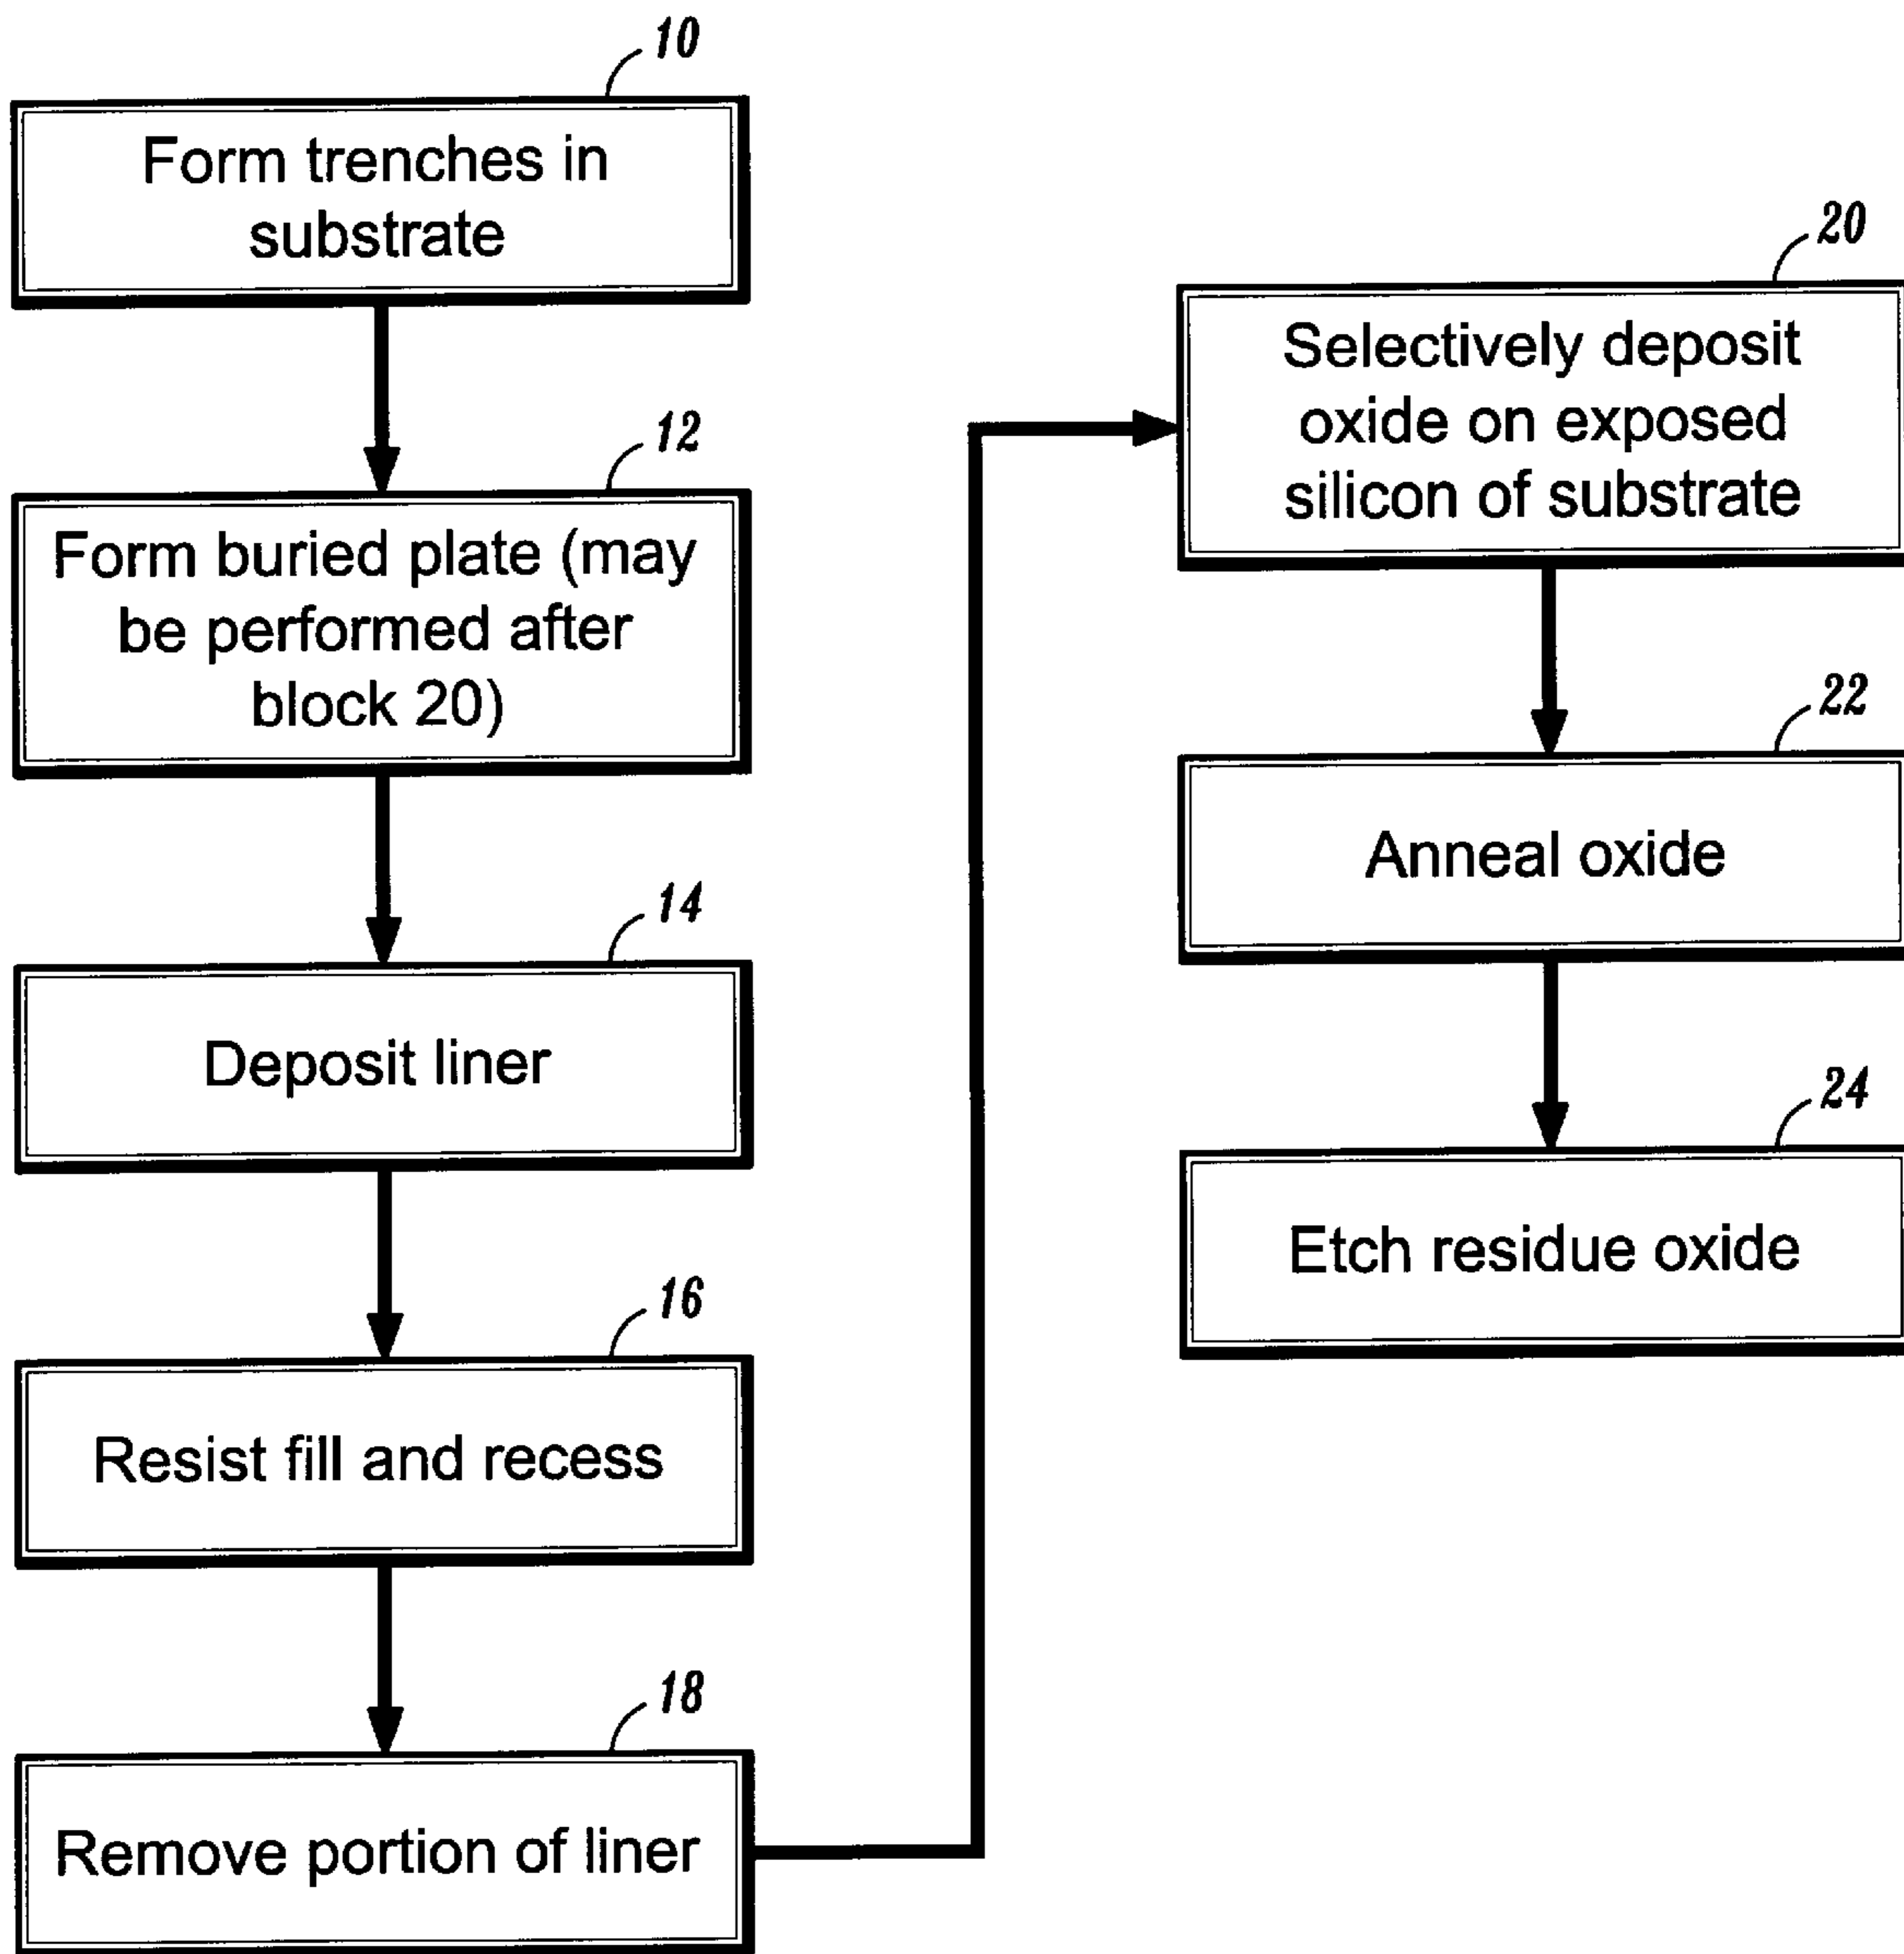 10
Form trenches in
substrate
12
Form buried plate (may
be performed after
block 20)
14
Deposit liner
16
Resist fill and recess
18
Remove portion of liner
20
Selectively deposit
oxide on exposed
silicon of substrate
22
Anneal oxide
24
Etch residue oxide